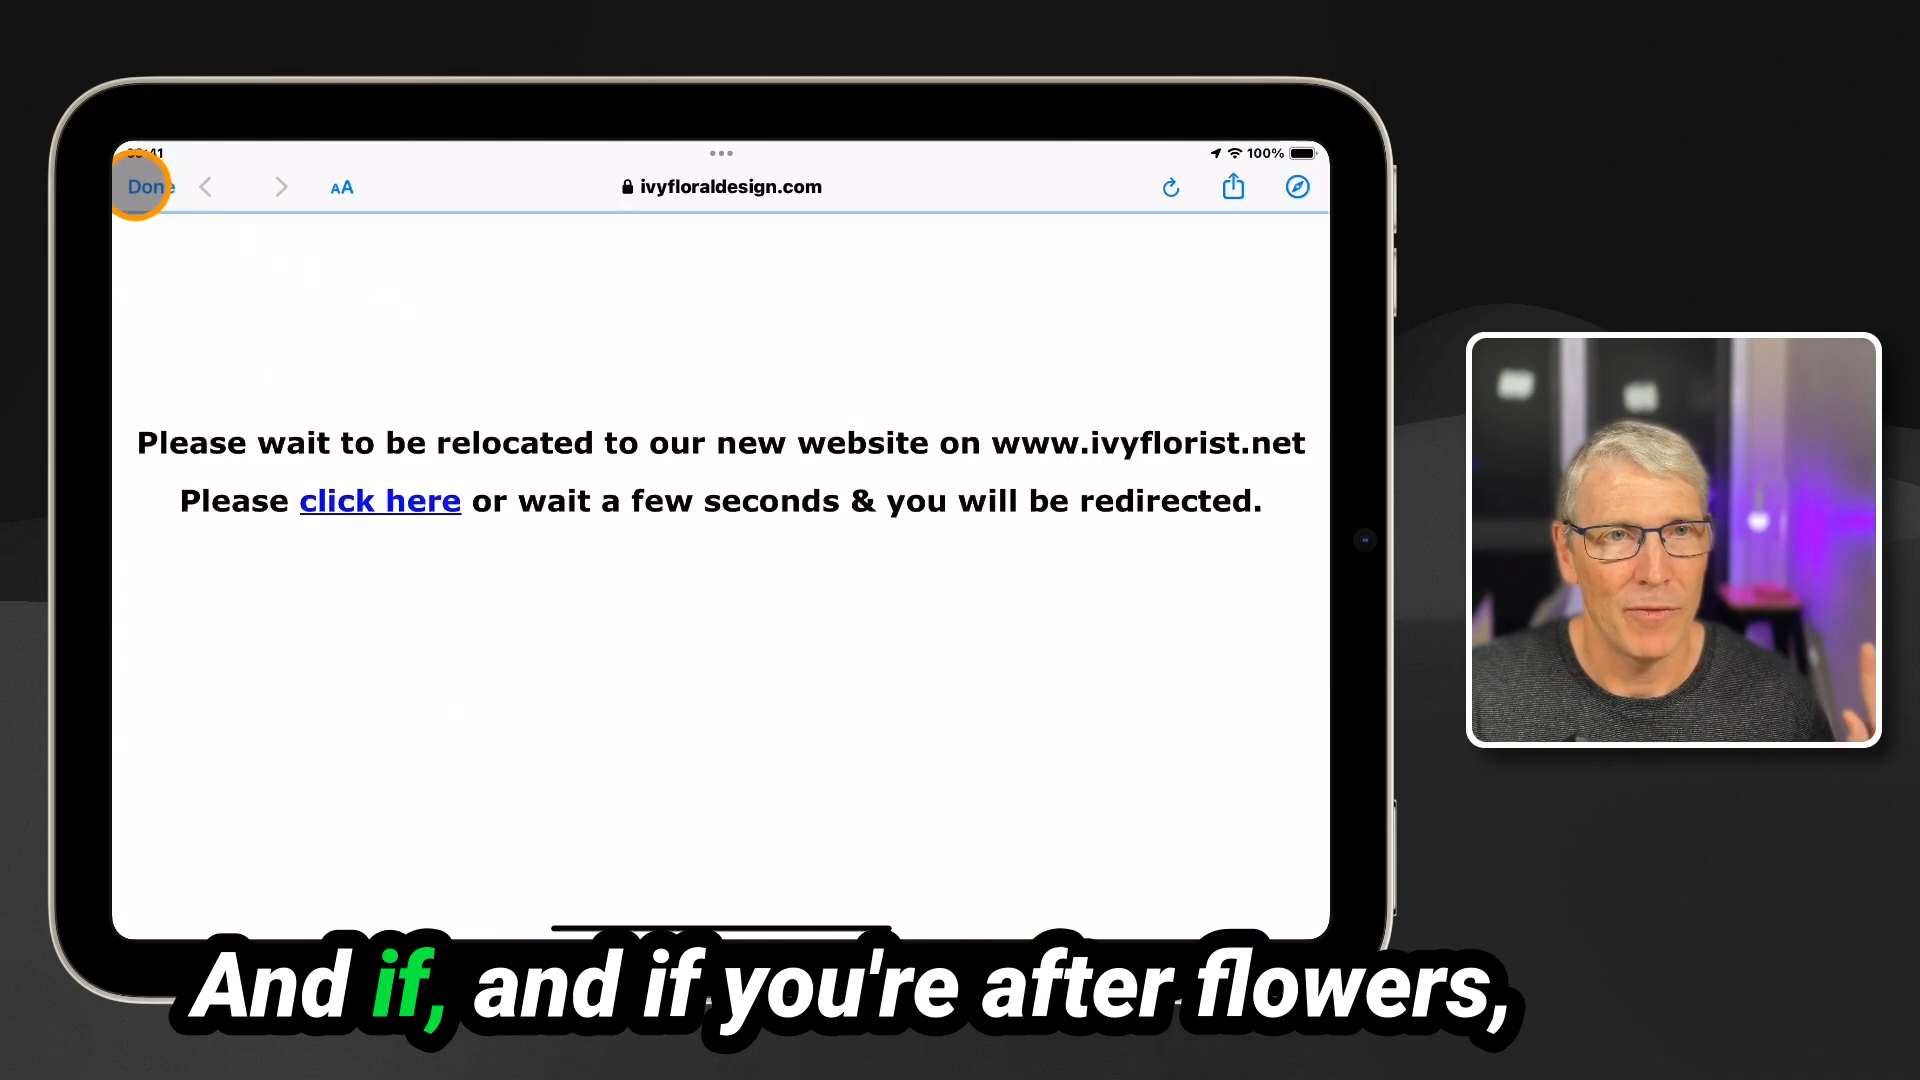 Done
AA
ivyfloraldesign.com
100%
Please wait to be relocated to our new website on www.ivyflorist.net
Please click here or wait a few seconds & you will be redirected.
And if, and if you're after flowers,